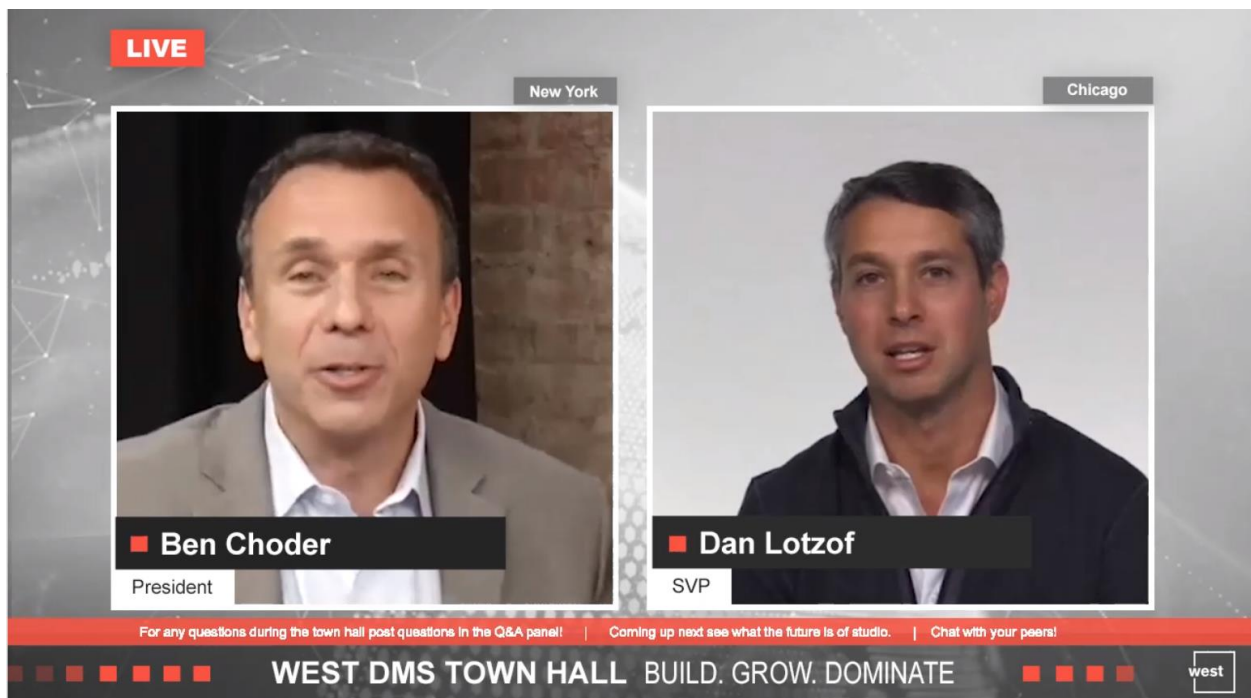 LIVE
New York
Chicago
Ben Choder
President
Dan Lotzof
SVP
For any questions during the town hall post questions in the Q&A panel! | Coming up next see what the future is of studio. | Chat with your peers!
WEST DMS TOWN HALL BUILD. GROW. DOMINATE
west